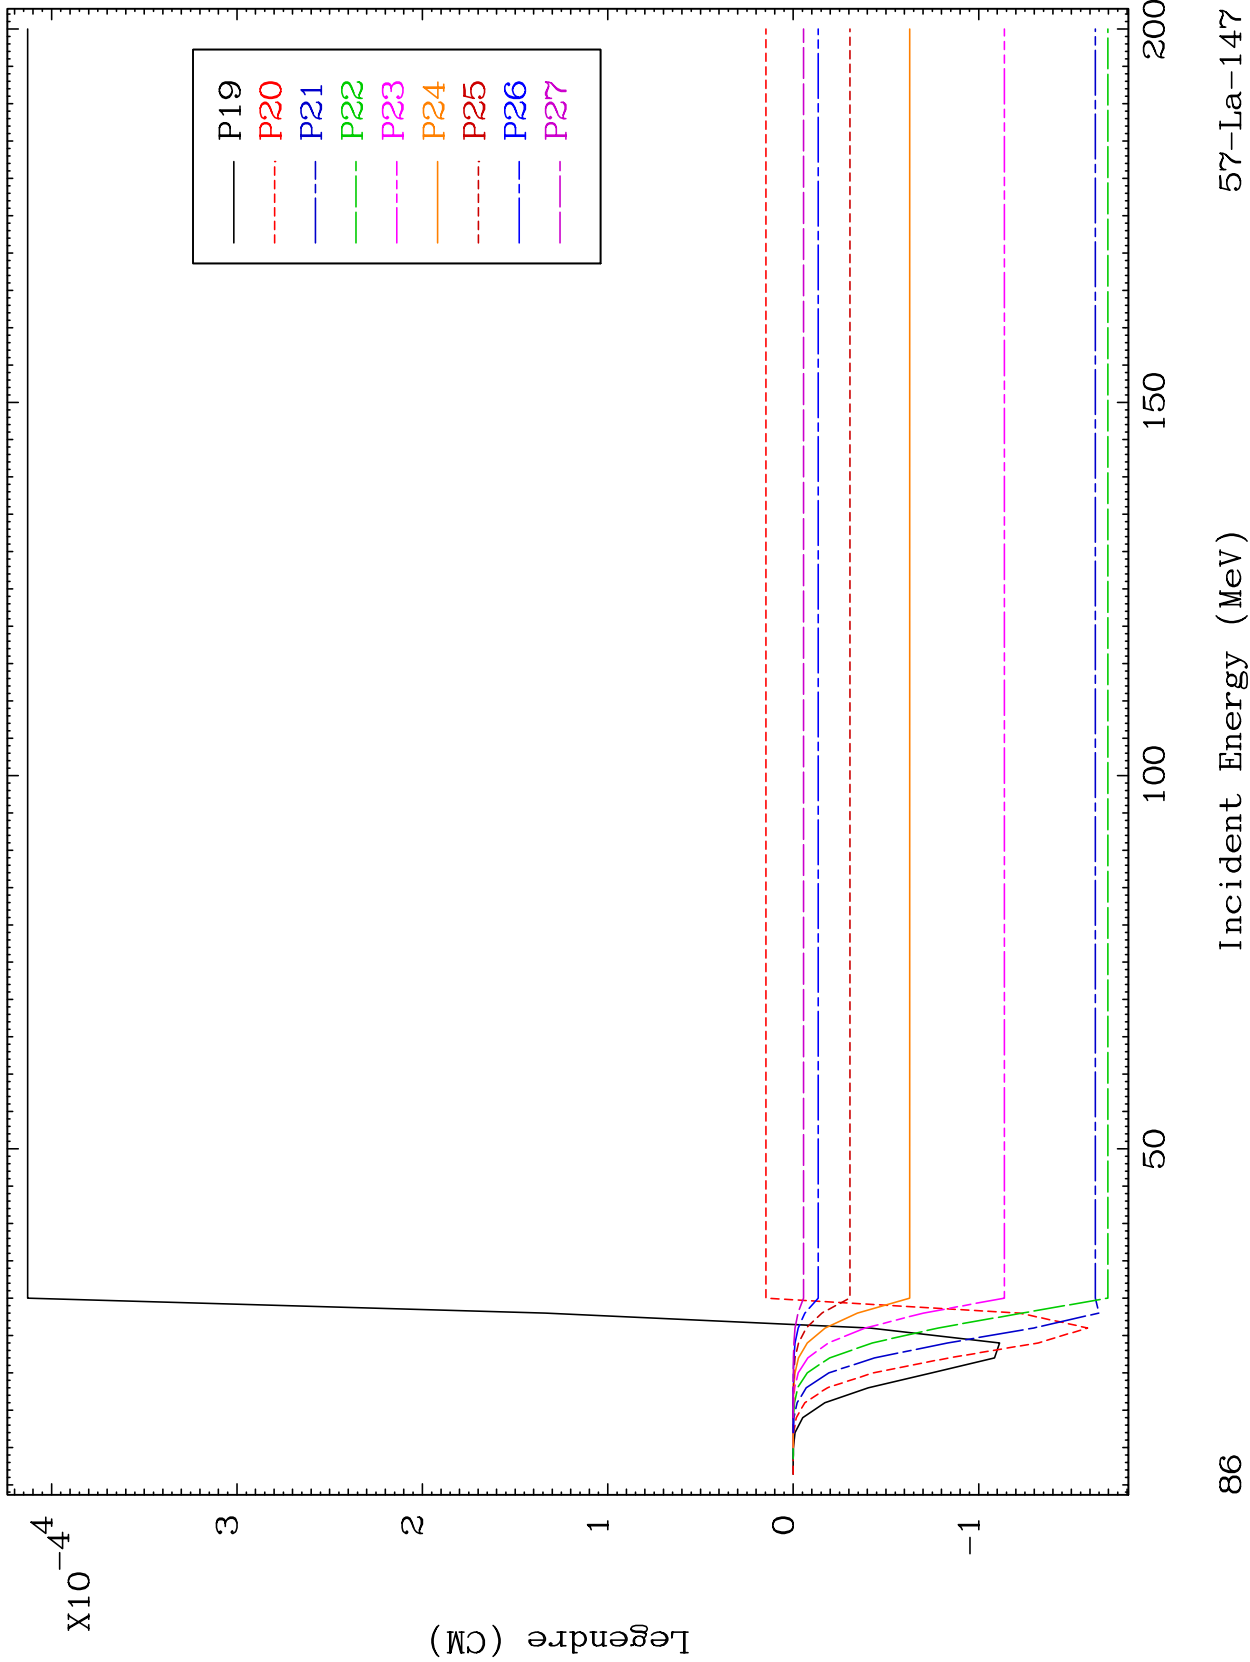 X10
-4
4
3
2
1
0
-1
Legendre (CM)
P19
P20
P21
P22
P23
P24
P25
P26
P27
50
100
150
200
Incident Energy (MeV)
86
57-La-147